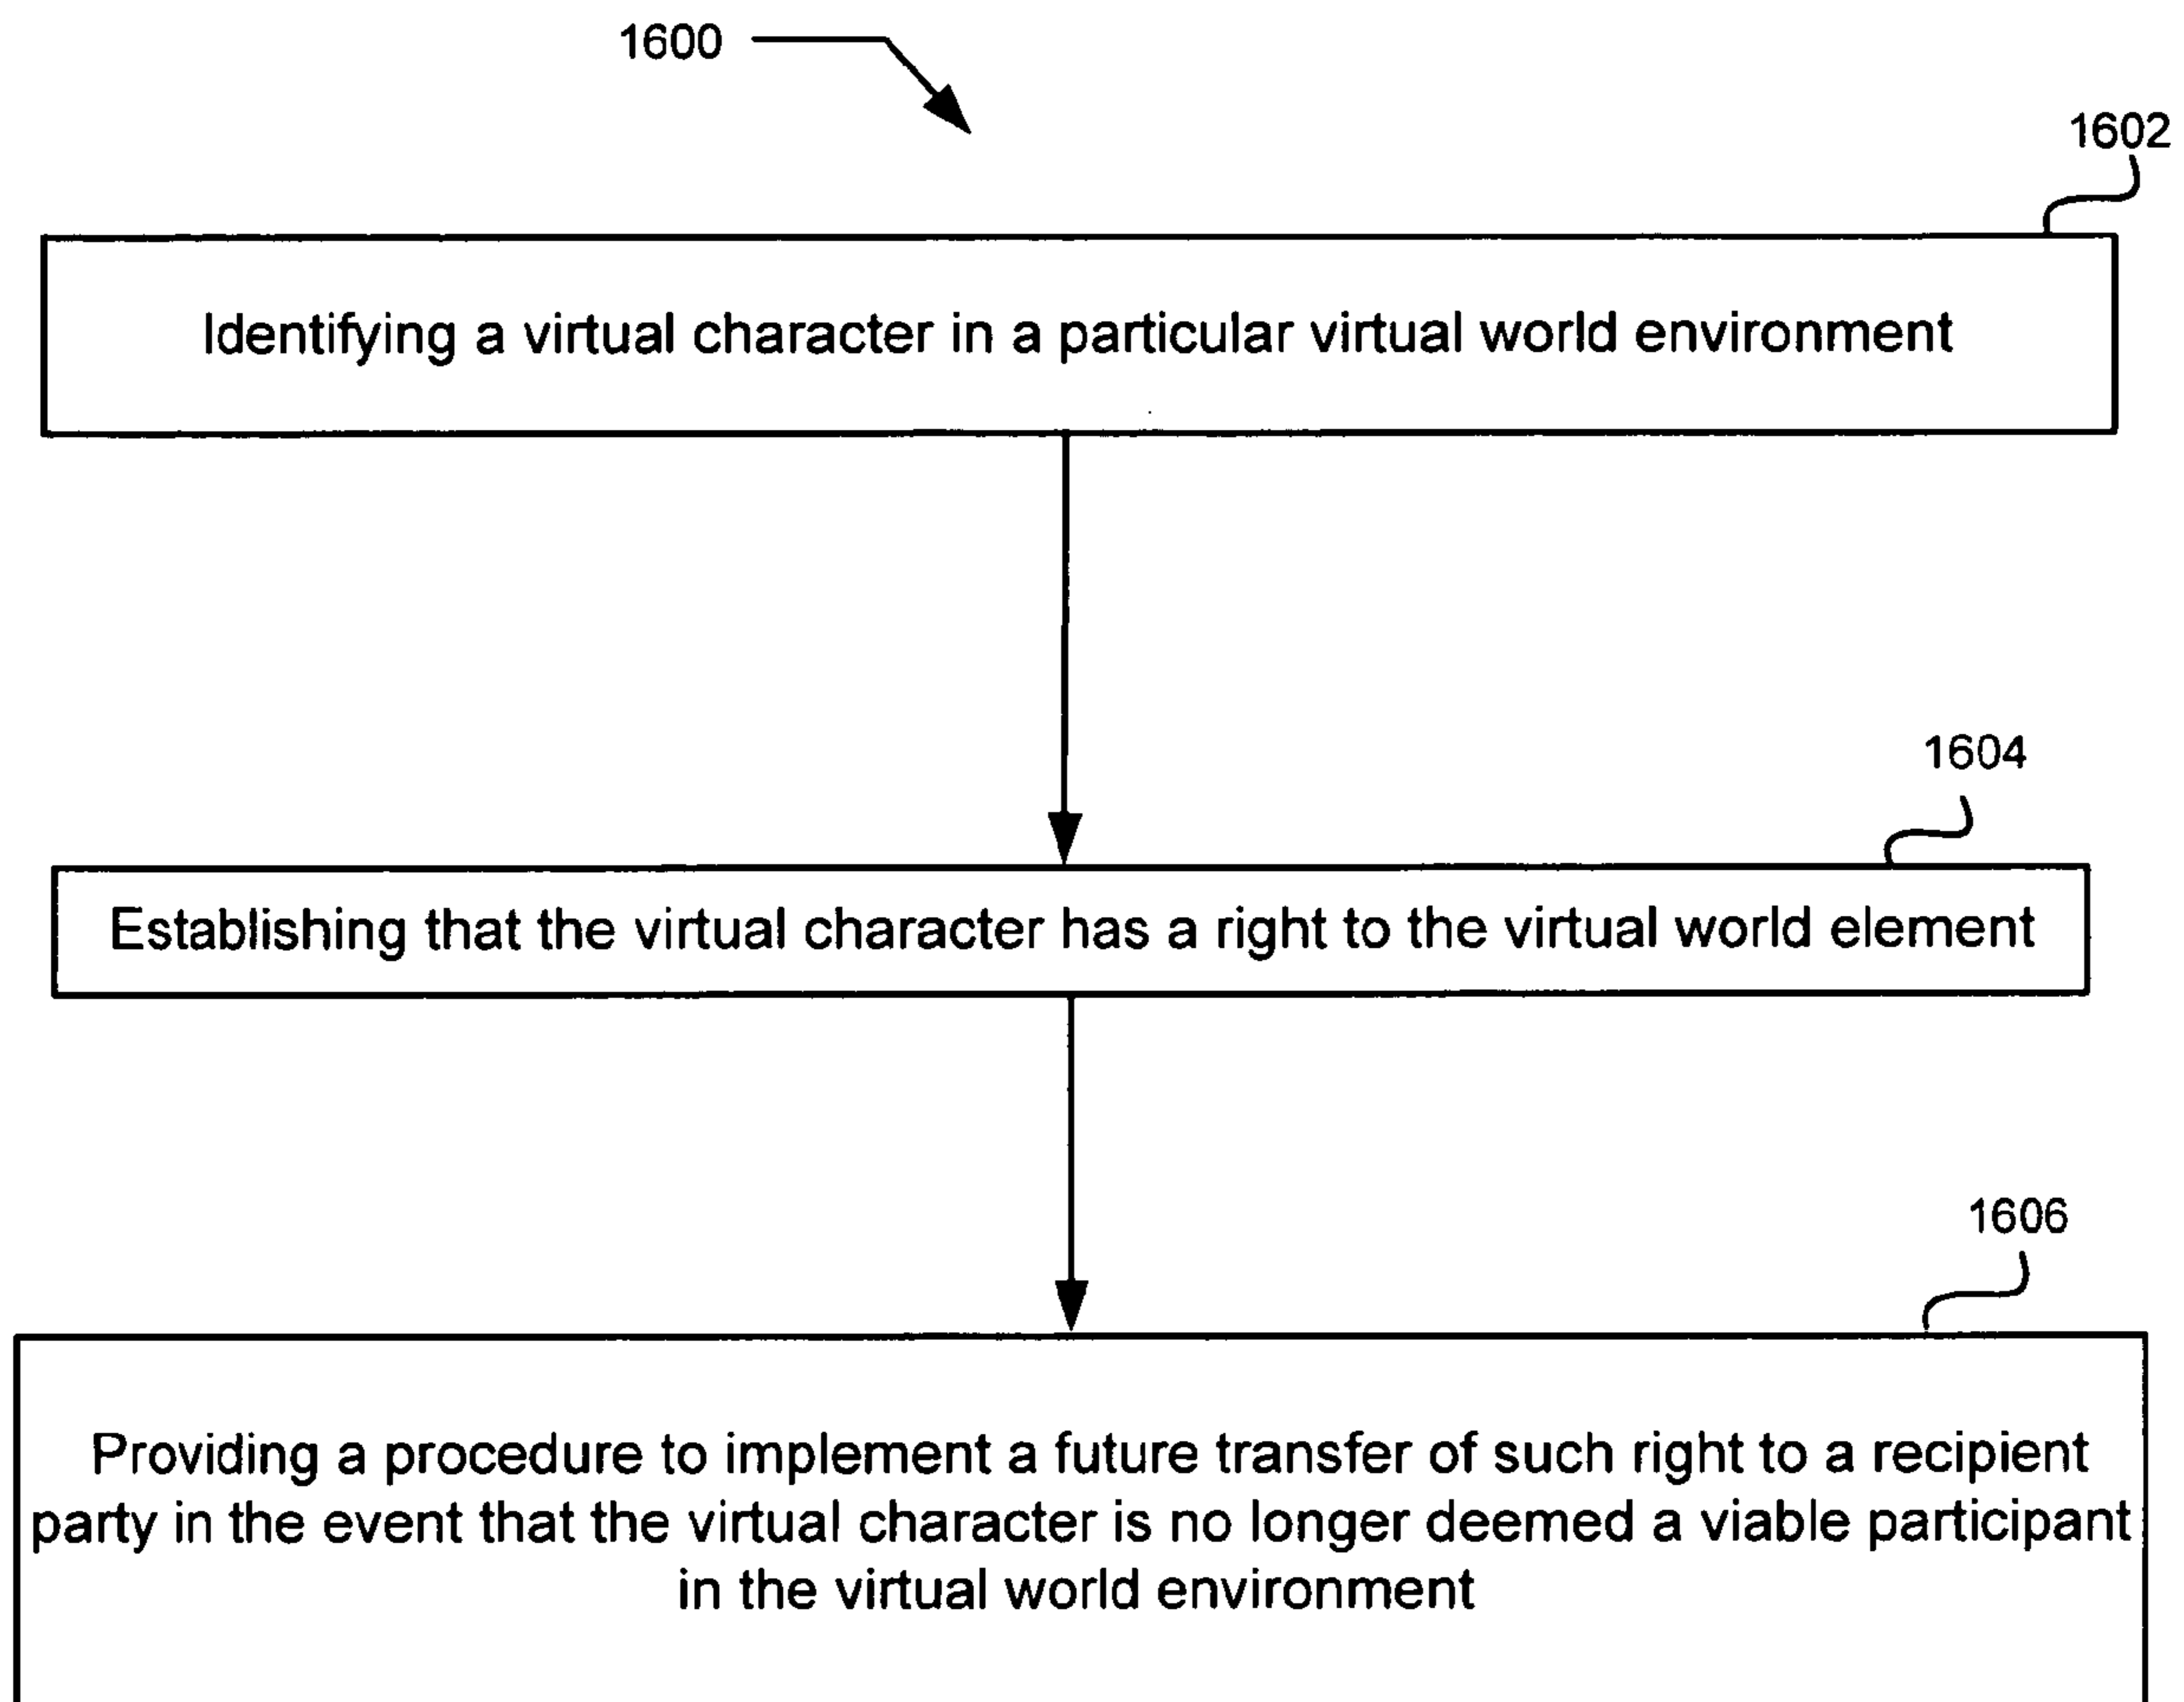 1600
1602
Identifying a virtual character in a particular virtual world environment
1604
Establishing that the virtual character has a right to the virtual world element
1606
Providing a procedure to implement a future transfer of such right to a recipient
party in the event that the virtual character is no longer deemed a viable participant
in the virtual world environment